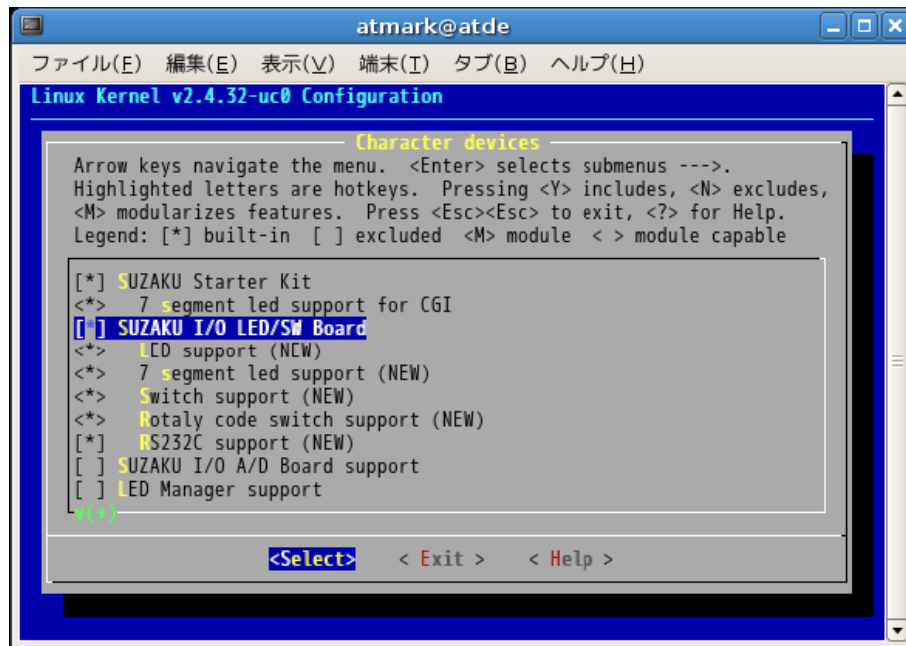 atmark@atde
ファイル(F) 編集(E) 表示(V) 端末(T) タブ(B) ヘルプ(H)
Linux Kernel v2.4.32-uc0 Configuration
Character devices
Arrow keys navigate the menu. <Enter> selects submenus --->.
Highlighted letters are hotkeys. Pressing <Y> includes, <N> excludes,
<M> modularizes features. Press <Esc><Esc> to exit, <?> for Help.
Legend: [*] built-in [ ] excluded <M> module < > module capable
[*] SUZAKU Starter Kit
<*> 7 segment led support for CGI
[*] SUZAKU I/O LED/SW Board
<*> LED support (NEW)
<*> 7 segment led support (NEW)
<*> Switch support (NEW)
<*> Rotaly code switch support (NEW)
[*] RS232C support (NEW)
[ ] SUZAKU I/O A/D Board support
[ ] LED Manager support
v(+)
<Select> < Exit > < Help >